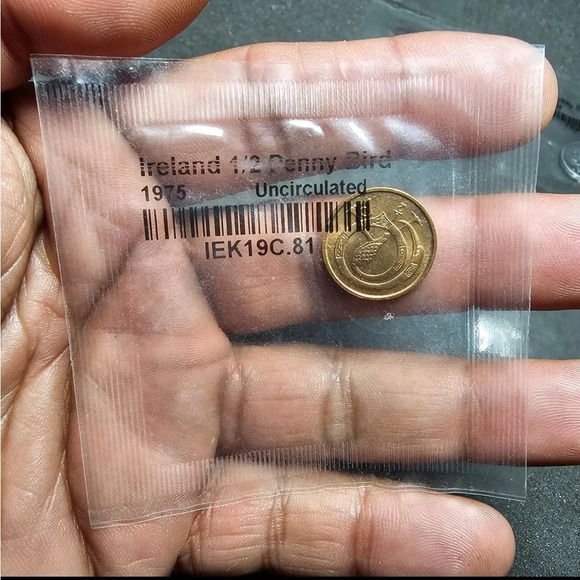 Ireland 1/2 Penny Bird
1975 Uncirculated
IEK19C.81